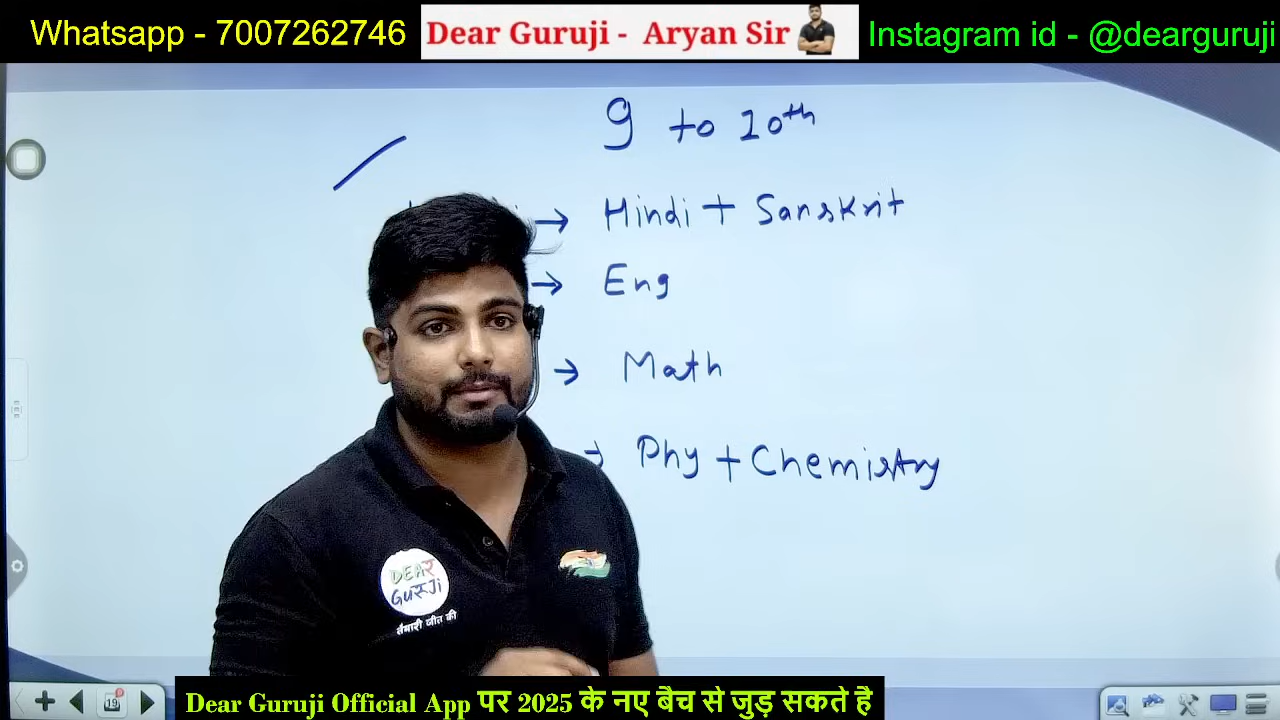 Whatsapp - 7007262746
Dear Guruji - Aryan Sir
Instagram id - @dearguruji
9 to 10th
→ Hindi + Sanskrit
→ Eng
→ Math
→ Phy + Chemistry
DEAR
GuruJi
तैयारी जीत की
19
Dear Guruji Official App पर 2025 के नए बैच से जुड़ सकते है